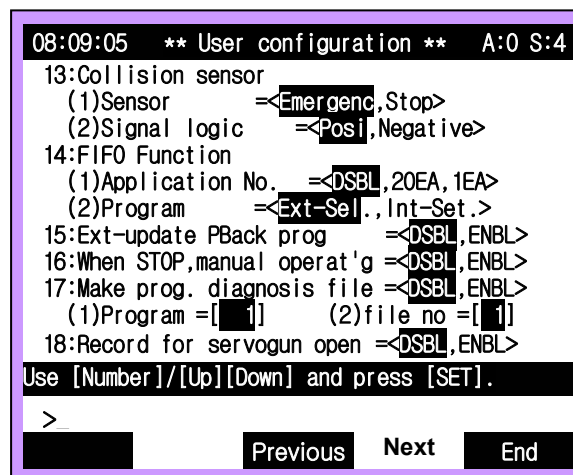 08:09:05 ** User configuration ** A:0 S:4
13:Collision sensor
(1)Sensor =<Emergenc,Stop>
(2)Signal logic =<Posi,Negative>
14:FIFO Function
(1)Application No. =<DSBL,20EA,1EA>
(2)Program =<Ext-Sel.,Int-Set.>
15:Ext-update PBack prog =<DSBL,ENBL>
16:When STOP,manual operat'g =<DSBL,ENBL>
17:Make prog. diagnosis file =<DSBL,ENBL>
(1)Program =[ 1] (2)file no =[ 1]
18:Record for servogun open =<DSBL,ENBL>
Use [Number]/[Up][Down] and press [SET].
>_
Previous Next End